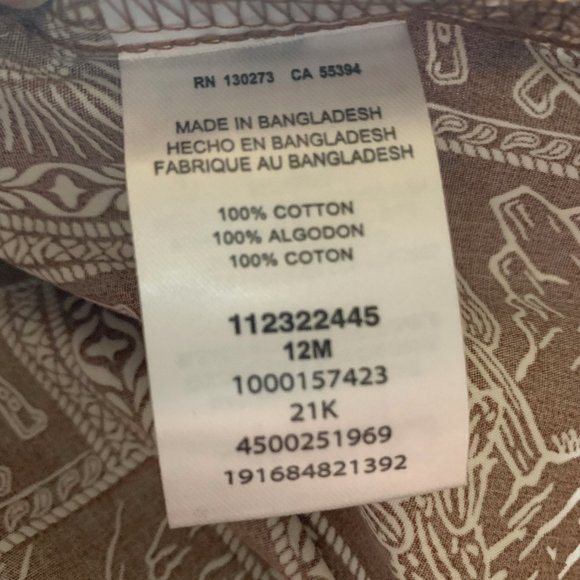 RN 130273 CA 55394
MADE IN BANGLADESH
HECHO EN BANGLADESH
FABRIQUE AU BANGLADESH
100% COTTON
100% ALGODON
100% COTON
112322445
12M
1000157423
21K
4500251969
191684821392